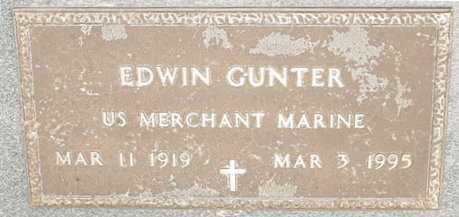 EDWIN GUNTER
US MERCHANT MARINE
MAR 11 1919 MAR 3 1995